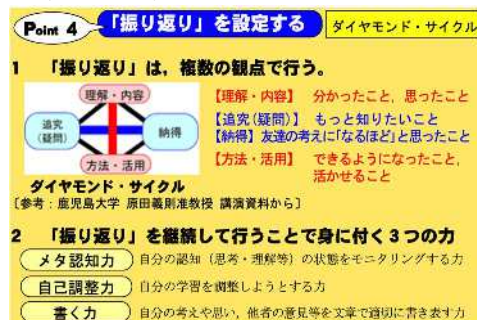 Point 4 「振り返り」を設定する ダイヤモンド・サイクル
1 「振り返り」は，複数の観点で行う。
理解・内容
追究
(疑問)
納得
方法・活用
【理解・内容】 分かったこと，思ったこと
【追究(疑問)】 もっと知りたいこと
【納得】友達の考えに「なるほど」と思ったこと
【方法・活用】 できるようになったこと，
活かせること
ダイヤモンド・サイクル
〔参考：鹿児島大学 原田義則准教授 講演資料から〕
2 「振り返り」を継続して行うことで身に付く３つの力
メタ認知力 自分の認知（思考・理解等）の状態をモニタリングする力
自己調整力 自分の学習を調整しようとする力
書く力 自分の考えや思い，他者の意見等を文章で適切に書き表す力